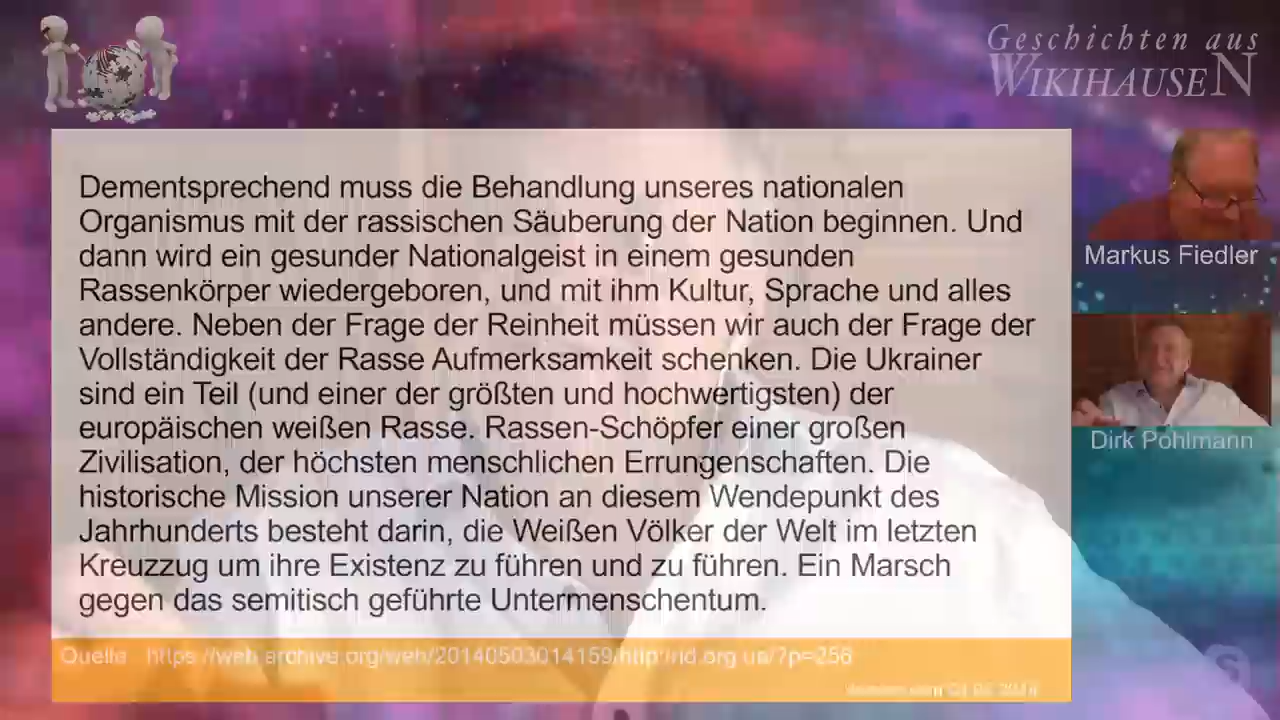 Geschichten aus
WIKIHAUSEN
Dementsprechend muss die Behandlung unseres nationalen
Organismus mit der rassischen Säuberung der Nation beginnen. Und
dann wird ein gesunder Nationalgeist in einem gesunden
Rassenkörper wiedergeboren, und mit ihm Kultur, Sprache und alles
andere. Neben der Frage der Reinheit müssen wir auch der Frage der
Vollständigkeit der Rasse Aufmerksamkeit schenken. Die Ukrainer
sind ein Teil (und einer der größten und hochwertigsten) der
europäischen weißen Rasse. Rassen-Schöpfer einer großen
Zivilisation, der höchsten menschlichen Errungenschaften. Die
historische Mission unserer Nation an diesem Wendepunkt des
Jahrhunderts besteht darin, die Weißen Völker der Welt im letzten
Kreuzzug um ihre Existenz zu führen und zu führen. Ein Marsch
gegen das semitisch geführte Untermenschentum.
Quelle: https://web.archive.org/web/20140503014159/http://rid.org.ua/?p=256
Markus Fiedler
Dirk Pohlmann